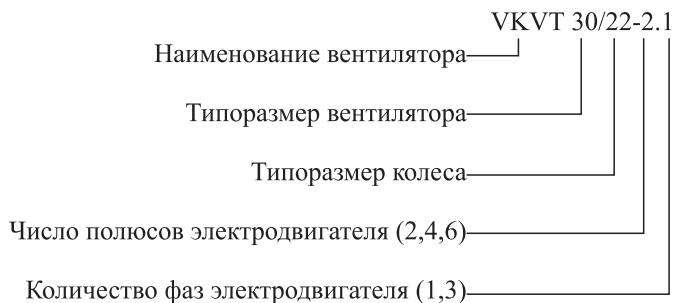 VKVT 30/22-2.1
Наименование вентилятора
Типоразмер вентилятора
Типоразмер колеса
Число полюсов электродвигателя (2,4,6)
Количество фаз электродвигателя (1,3)